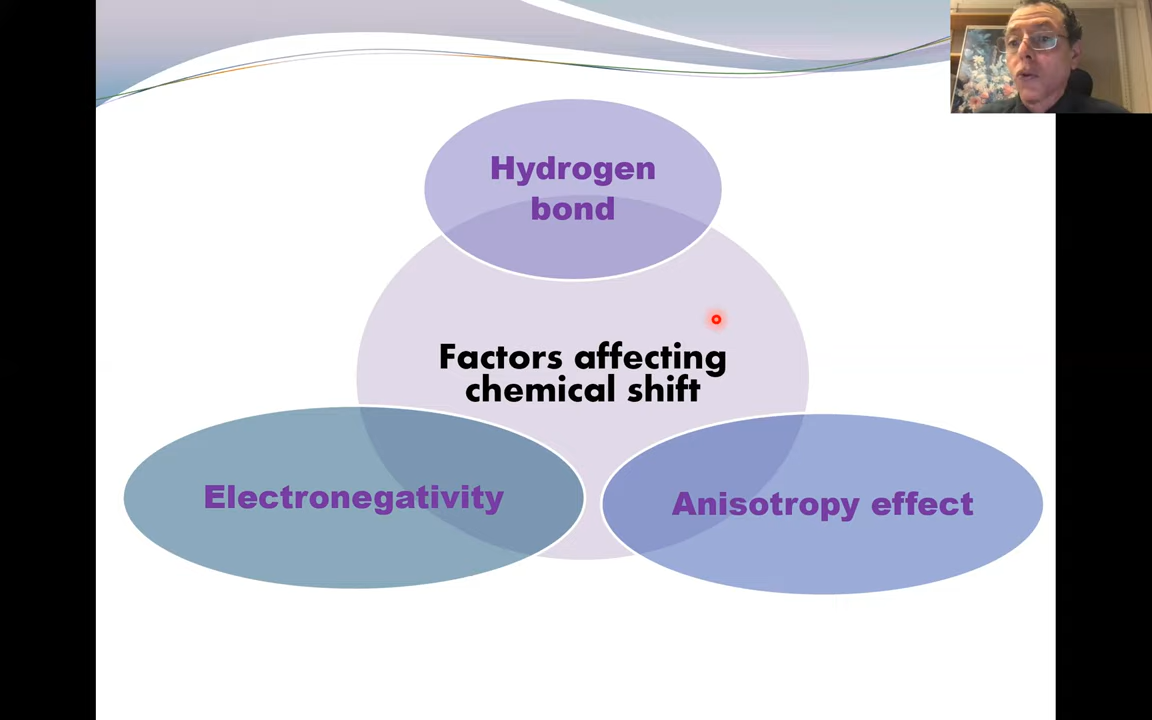 Hydrogen
bond
Factors affecting
chemical shift
Electronegativity
Anisotropy effect